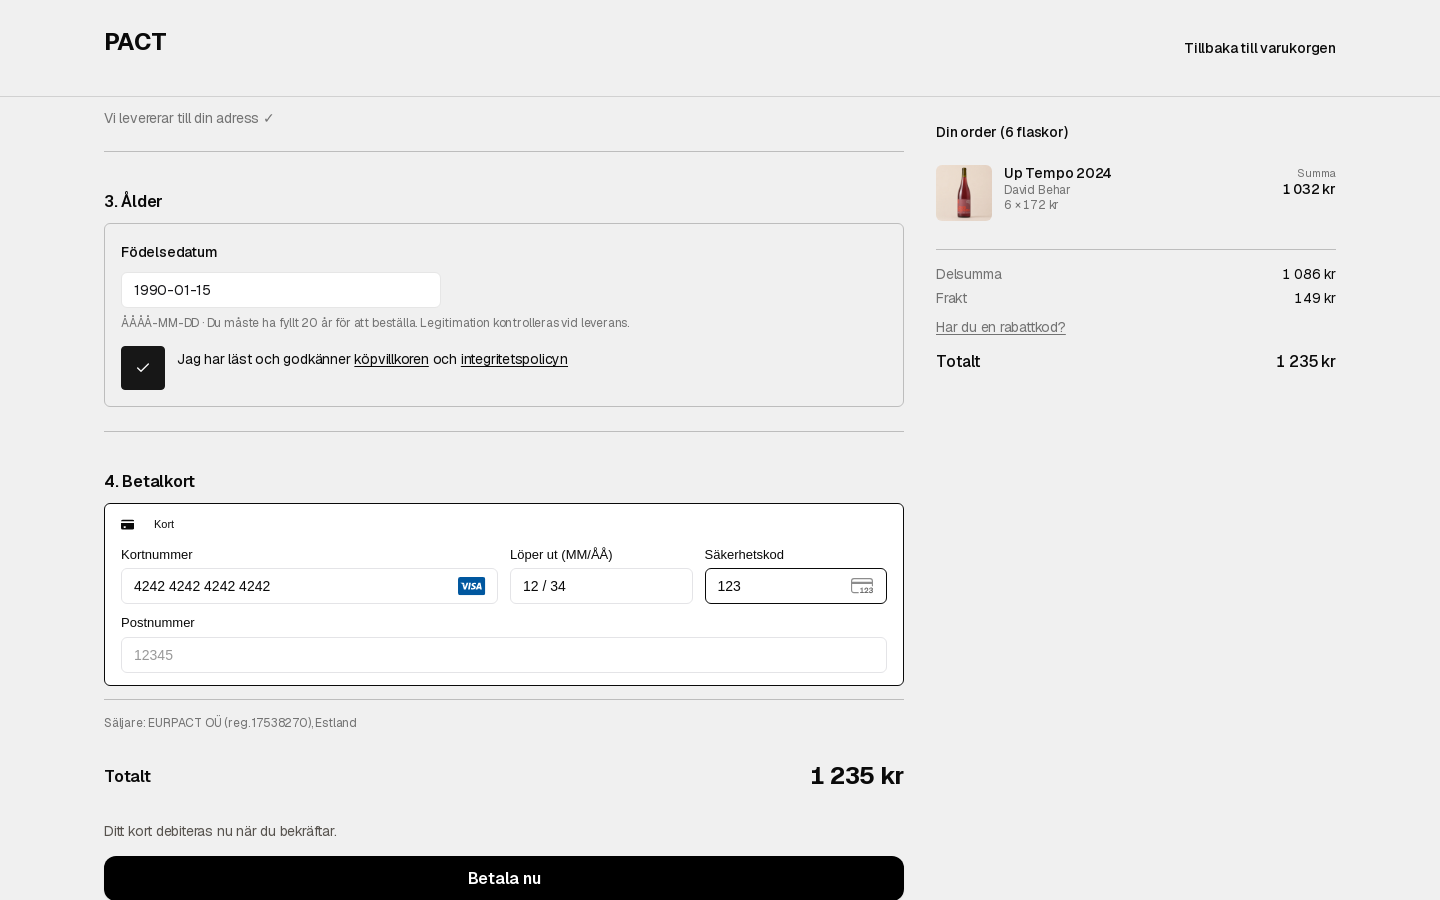 PACT
Tillbaka till varukorgen
Vi levererar till din adress ✓
3. Ålder
Födelsedatum
1990-01-15
ÅÅÅÅ-MM-DD · Du måste ha fyllt 20 år för att beställa. Legitimation kontrolleras vid leverans.
Jag har läst och godkänner köpvillkoren och integritetspolicyn
4. Betalkort
Kort
Kortnummer
4242 4242 4242 4242
VISA
Löper ut (MM/ÅÅ)
12 / 34
Säkerhetskod
123
123
Postnummer
12345
Säljare: EURPACT OÜ (reg. 17538270), Estland
Totalt
1 235 kr
Ditt kort debiteras nu när du bekräftar.
Betala nu
Din order (6 flaskor)
Up Tempo 2024
David Behar
6 × 172 kr
Summa
1 032 kr
Delsumma
1 086 kr
Frakt
149 kr
Har du en rabattkod?
Totalt
1 235 kr